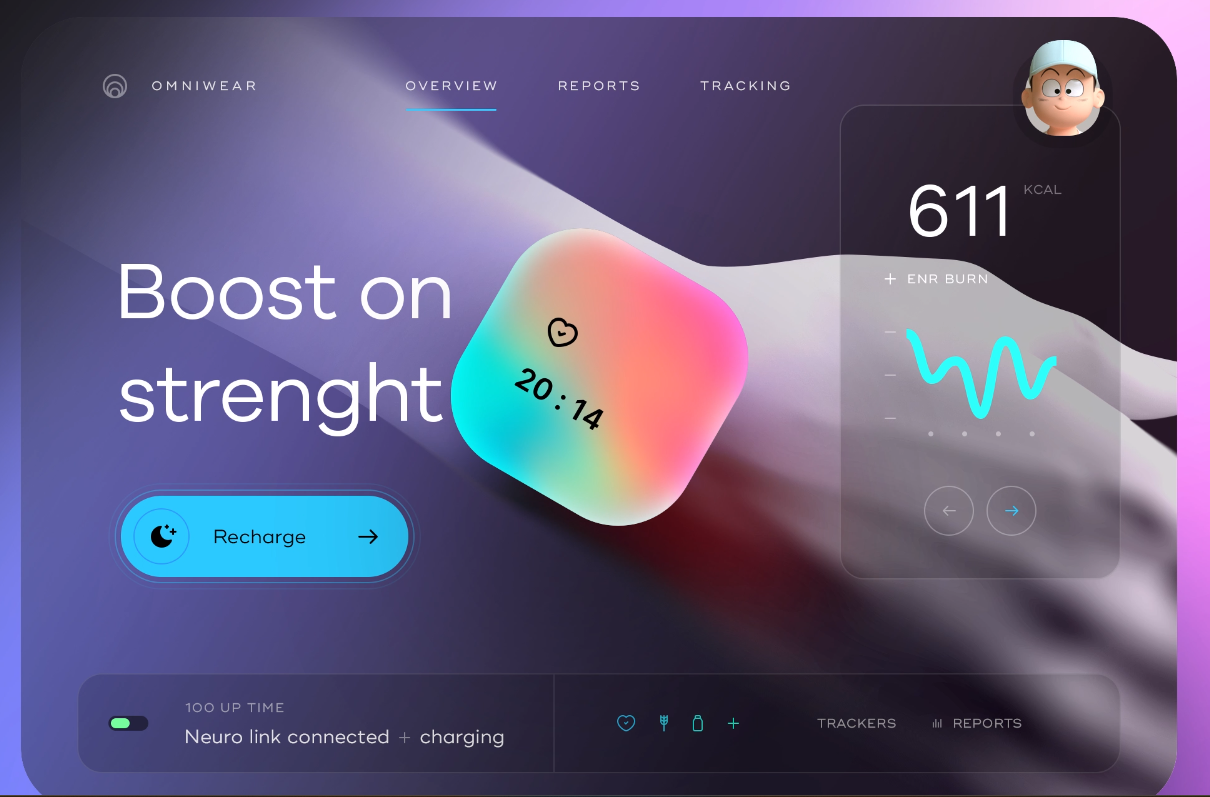 OMNIWEAR
OVERVIEW
REPORTS
TRACKING
611 KCAL
+ ENR BURN
Boost on
strenght
20 : 14
Recharge
100 UP TIME
Neuro link connected + charging
TRACKERS
REPORTS